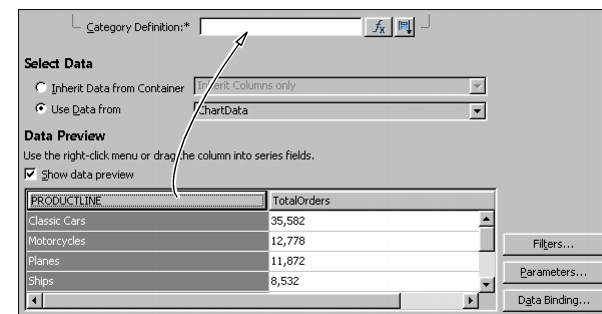 Category Definition:*
fx
Select Data
Inherit Data from Container
Inherit Columns only
Use Data from
ChartData
Data Preview
Use the right-click menu or drag the column into series fields.
Show data preview
PRODUCTLINE TotalOrders
Classic Cars 35,582
Motorcycles 12,778
Planes 11,872
Ships 8,532
Filters...
Parameters...
Data Binding...